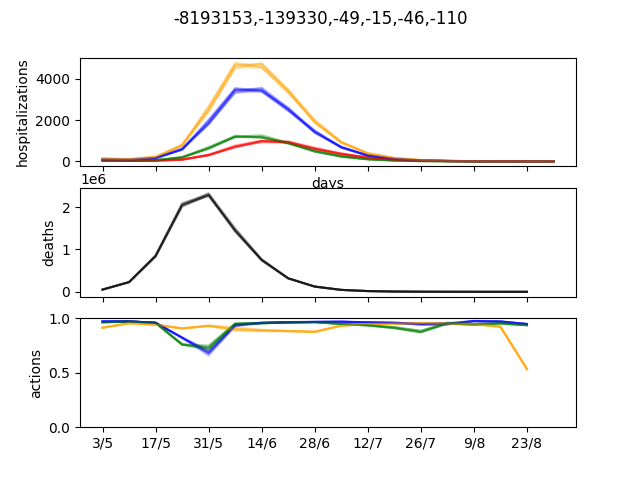 -8193153,-139330,-49,-15,-46,-110
hospitalizations
4000
2000
0
days
1e6
deaths
2
1
0
actions
1.0
0.5
0.0
3/5 17/5 31/5 14/6 28/6 12/7 26/7 9/8 23/8